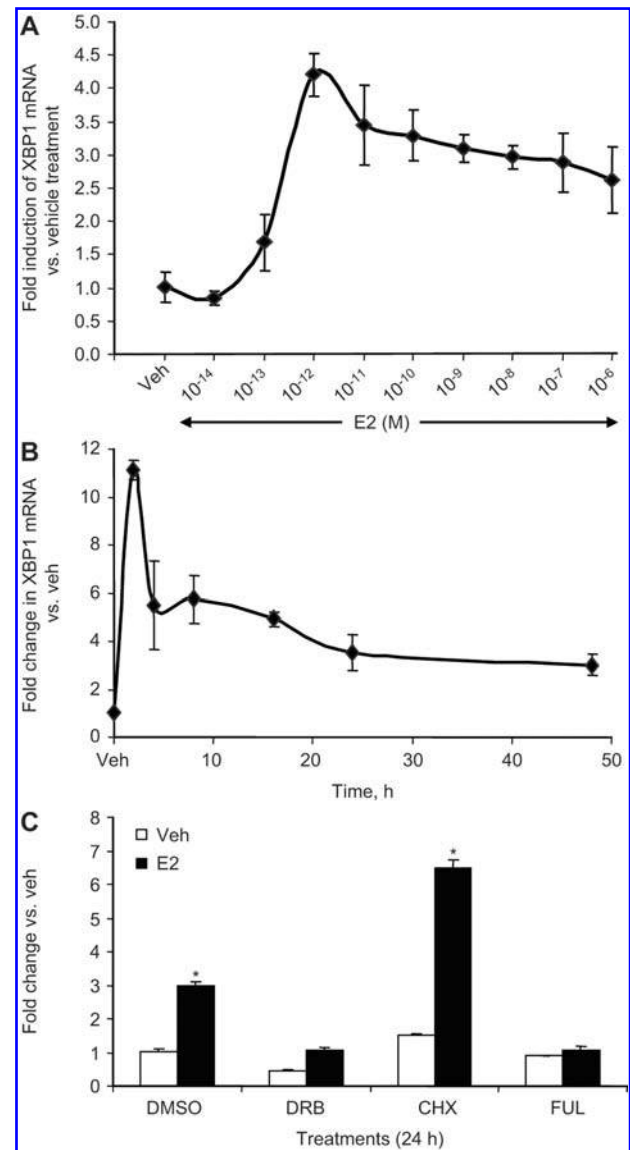 A
Fold induction of XBP1 mRNA
vs. vehicle treatment
5.0
4.5
4.0
3.5
3.0
2.5
2.0
1.5
1.0
0.5
0.0
Veh
10-14
10-13
10-12
10-11
10-10
10-9
10-8
10-7
10-6
E2 (M)
B
Fold change in XBP1 mRNA
vs. veh
12
10
8
6
4
2
0
Veh
10
20
30
40
50
Time, h
C
Fold change vs. veh
8
7
6
5
4
3
2
1
0
Veh
E2
*
*
DMSO
DRB
CHX
FUL
Treatments (24 h)